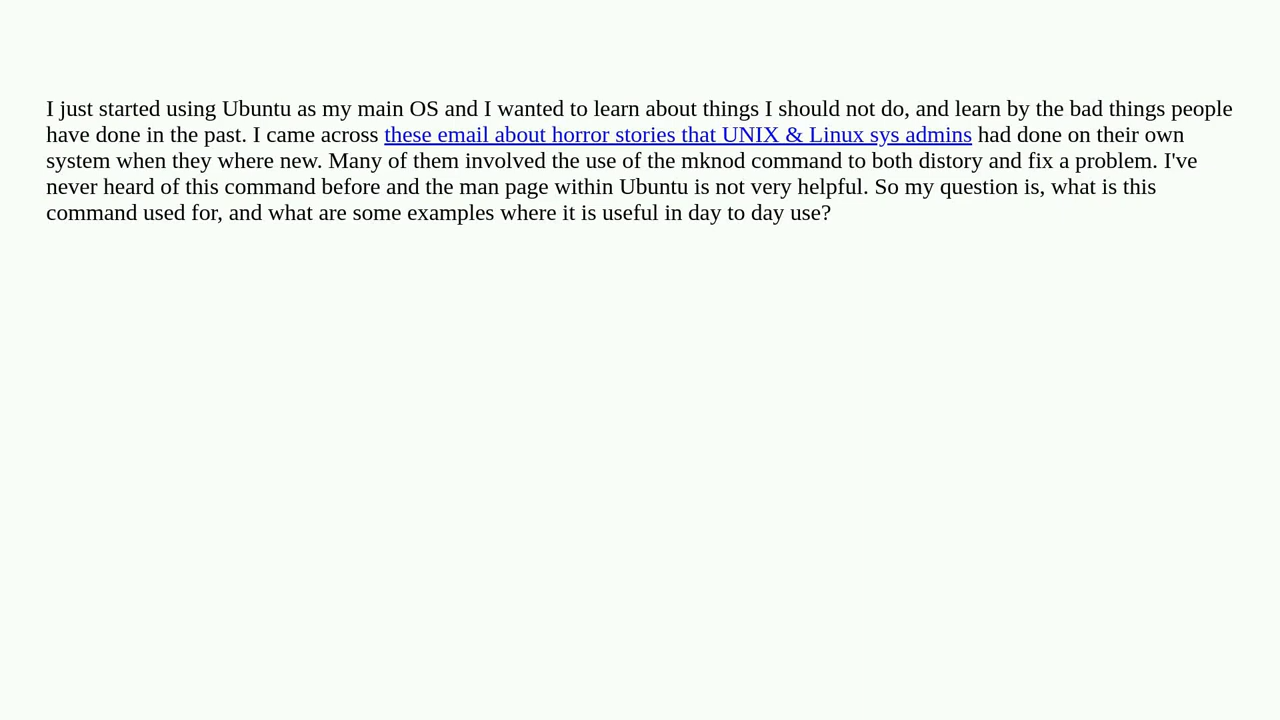 I just started using Ubuntu as my main OS and I wanted to learn about things I should not do, and learn by the bad things people
have done in the past. I came across these email about horror stories that UNIX & Linux sys admins had done on their own
system when they where new. Many of them involved the use of the mknod command to both distory and fix a problem. I've
never heard of this command before and the man page within Ubuntu is not very helpful. So my question is, what is this
command used for, and what are some examples where it is useful in day to day use?